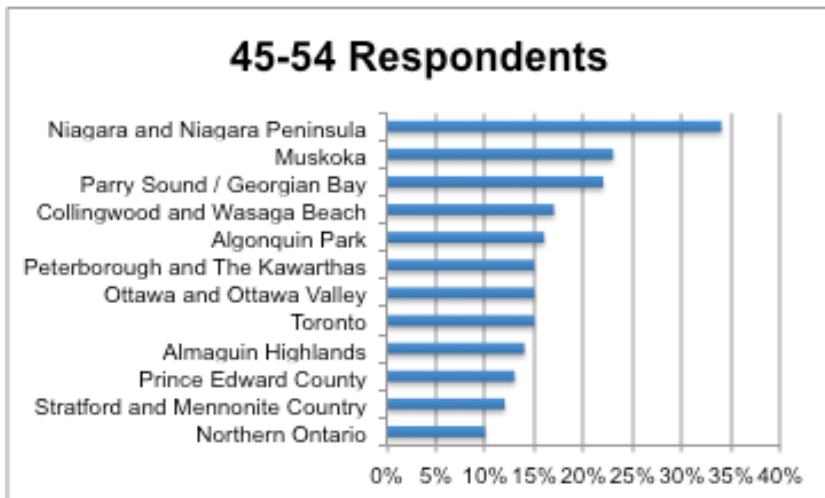 45-54 Respondents
Niagara and Niagara Peninsula
Muskoka
Parry Sound / Georgian Bay
Collingwood and Wasaga Beach
Algonquin Park
Peterborough and The Kawarthas
Ottawa and Ottawa Valley
Toronto
Almaguin Highlands
Prince Edward County
Stratford and Mennonite Country
Northern Ontario
0% 5% 10% 15% 20% 25% 30% 35% 40%